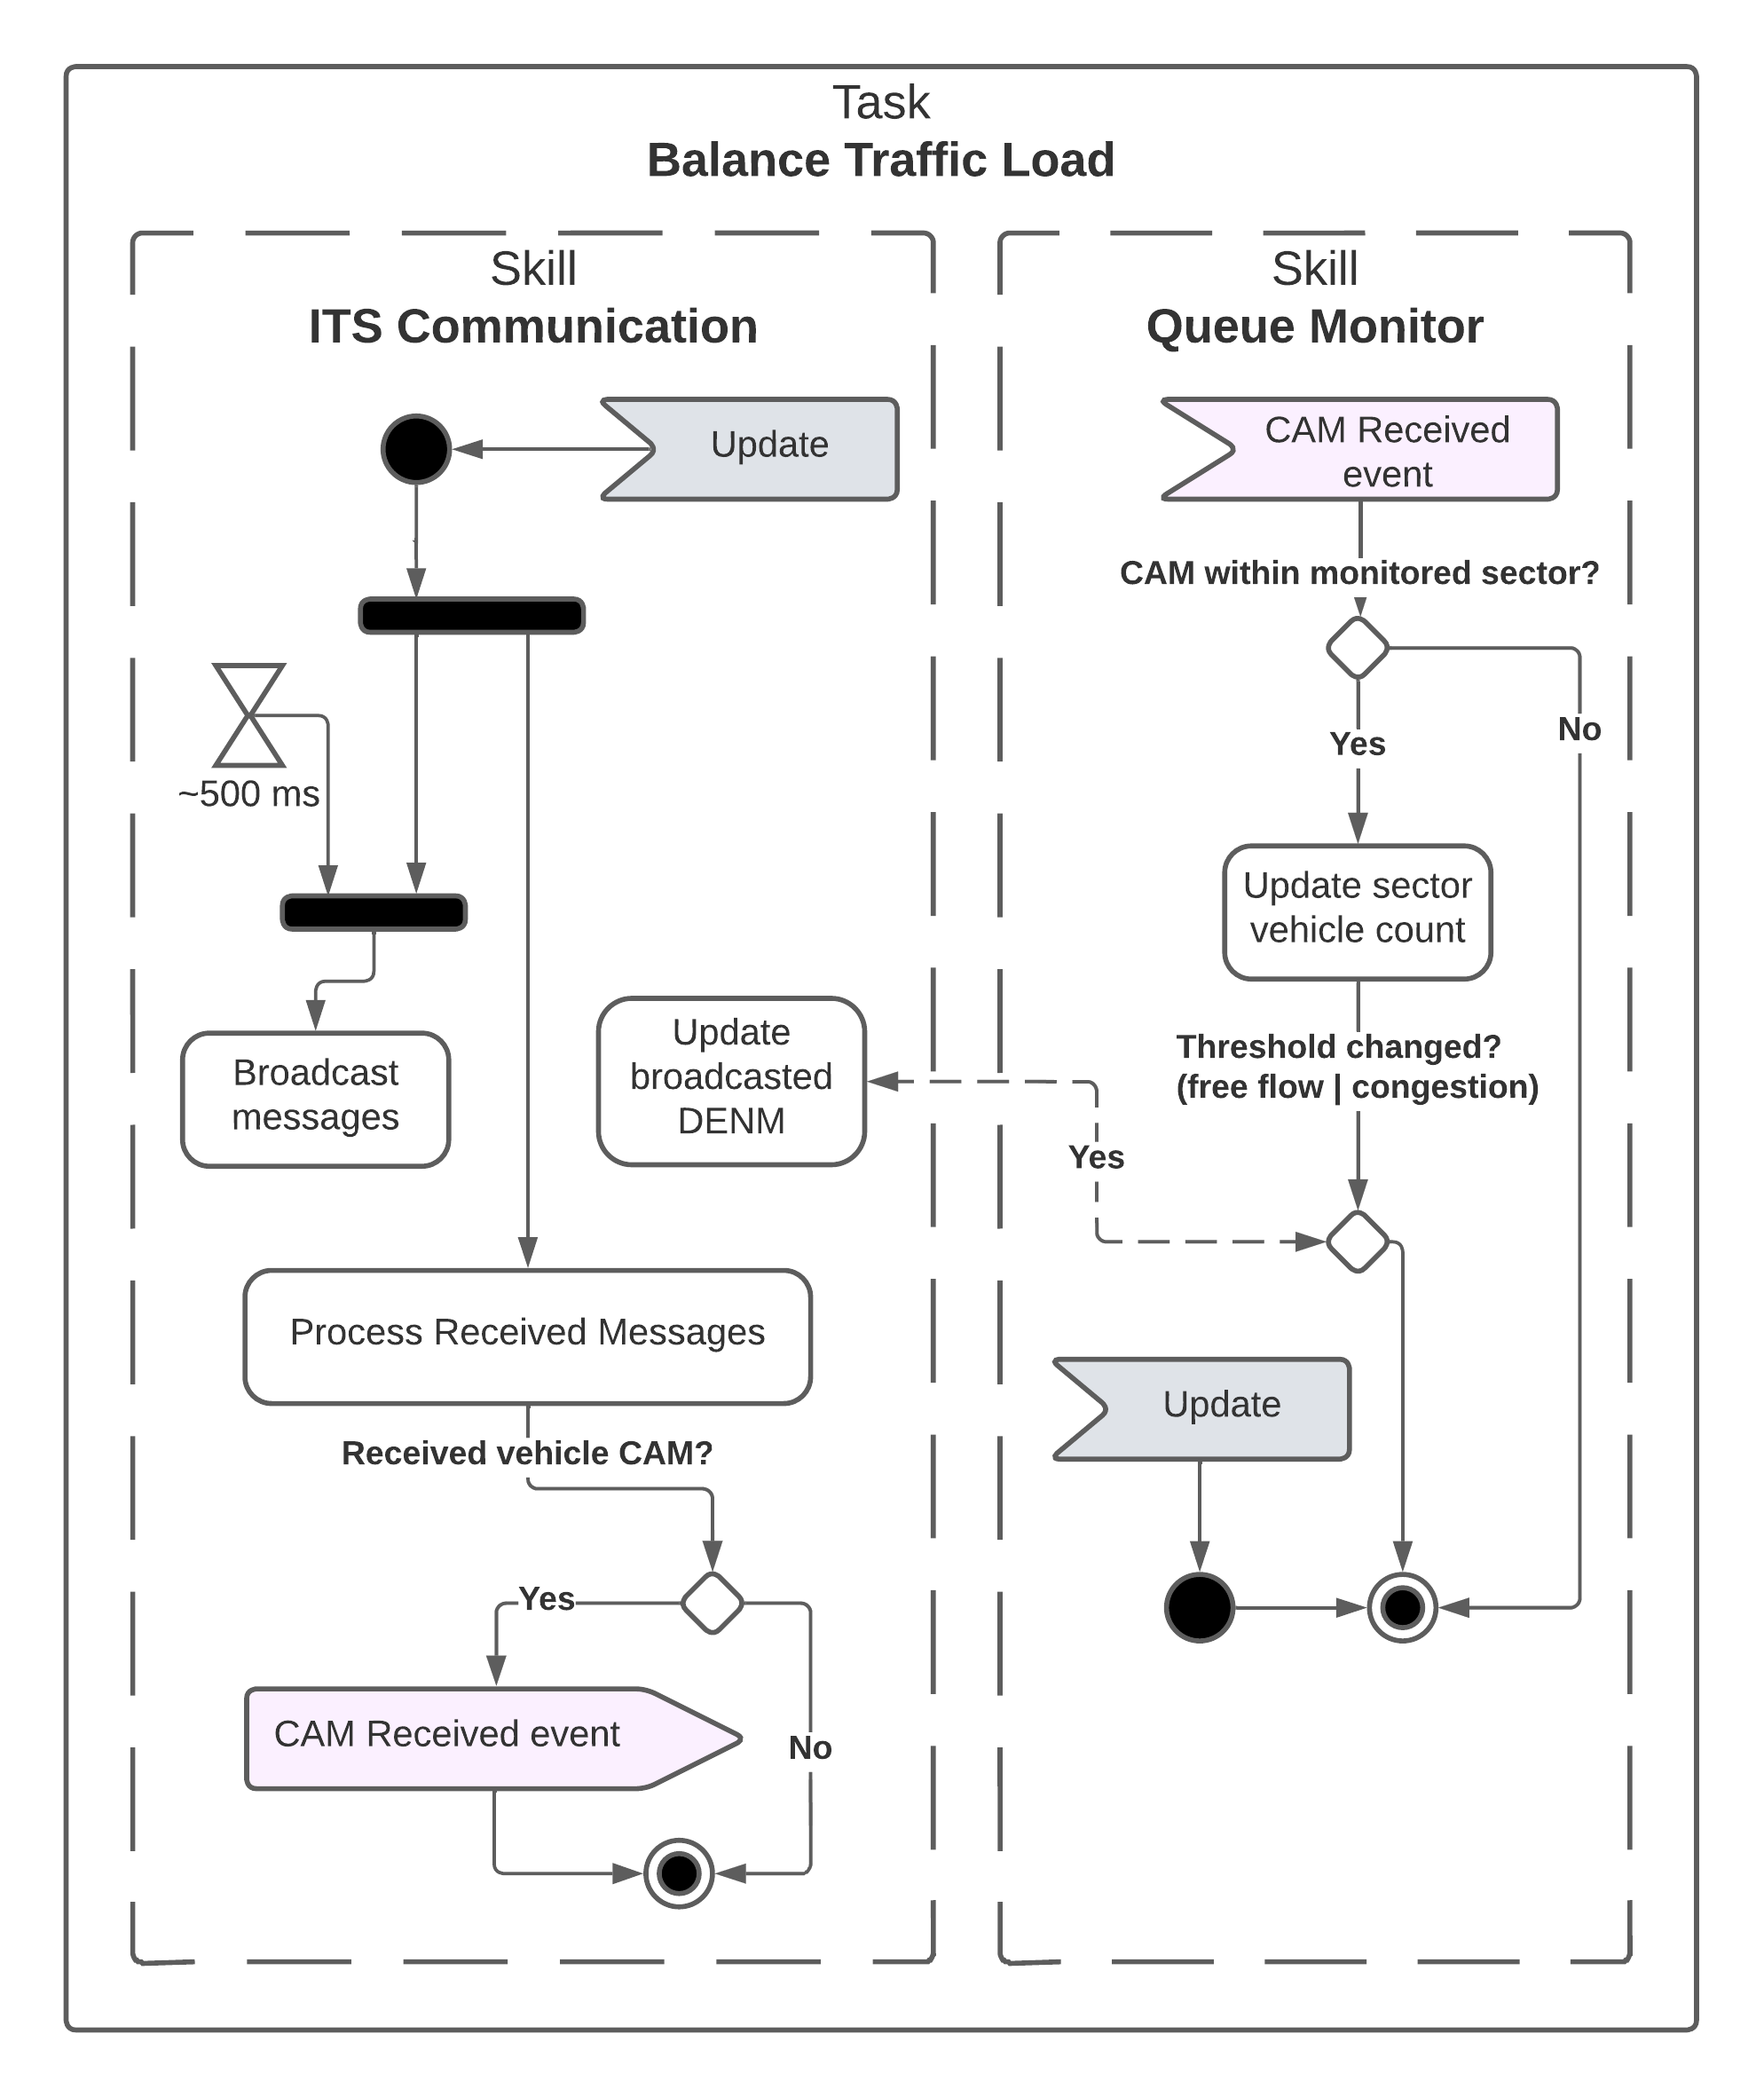 Task
Balance Traffic Load
Skill
ITS Communication
Update
~500 ms
Broadcast
messages
Update
broadcasted
DENM
Process Received Messages
Received vehicle CAM?
Yes
No
CAM Received event
Skill
Queue Monitor
CAM Received
event
CAM within monitored sector?
Yes
No
Update sector
vehicle count
Threshold changed?
(free flow | congestion)
Yes
Update